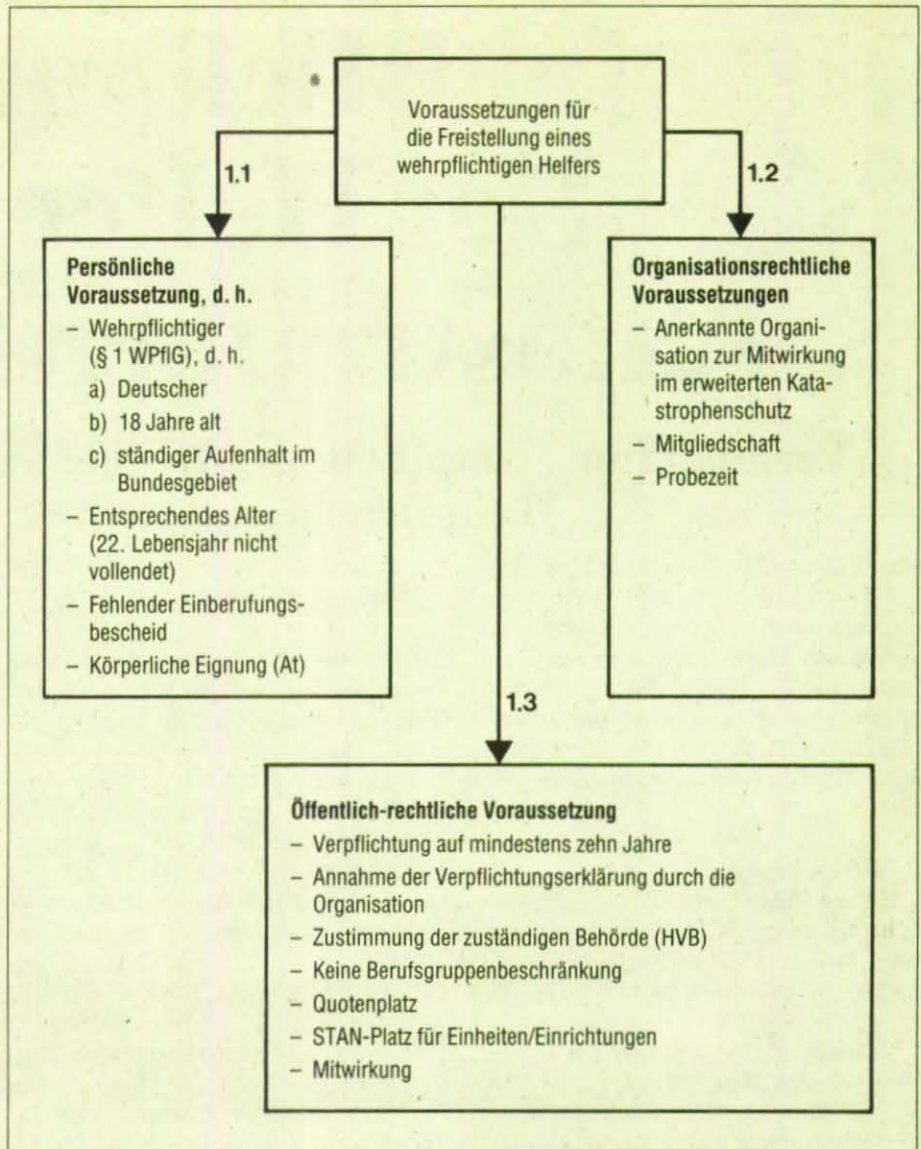 Voraussetzungen für
die Freistellung eines
wehrpflichtigen Helfers
1.1
1.2
Persönliche
Voraussetzung, d. h.
– Wehrpflichtiger
(§ 1 WPflG), d. h.
a) Deutscher
b) 18 Jahre alt
c) ständiger Aufenhalt im
Bundesgebiet
– Entsprechendes Alter
(22. Lebensjahr nicht
vollendet)
– Fehlender Einberufungs-
bescheid
– Körperliche Eignung (At)
Organisationsrechtliche
Voraussetzungen
– Anerkannte Organi-
sation zur Mitwirkung
im erweiterten Kata-
strophenschutz
– Mitgliedschaft
– Probezeit
1.3
Öffentlich-rechtliche Voraussetzung
– Verpflichtung auf mindestens zehn Jahre
– Annahme der Verpflichtungserklärung durch die
Organisation
– Zustimmung der zuständigen Behörde (HVB)
– Keine Berufsgruppenbeschränkung
– Quotenplatz
– STAN-Platz für Einheiten/Einrichtungen
– Mitwirkung